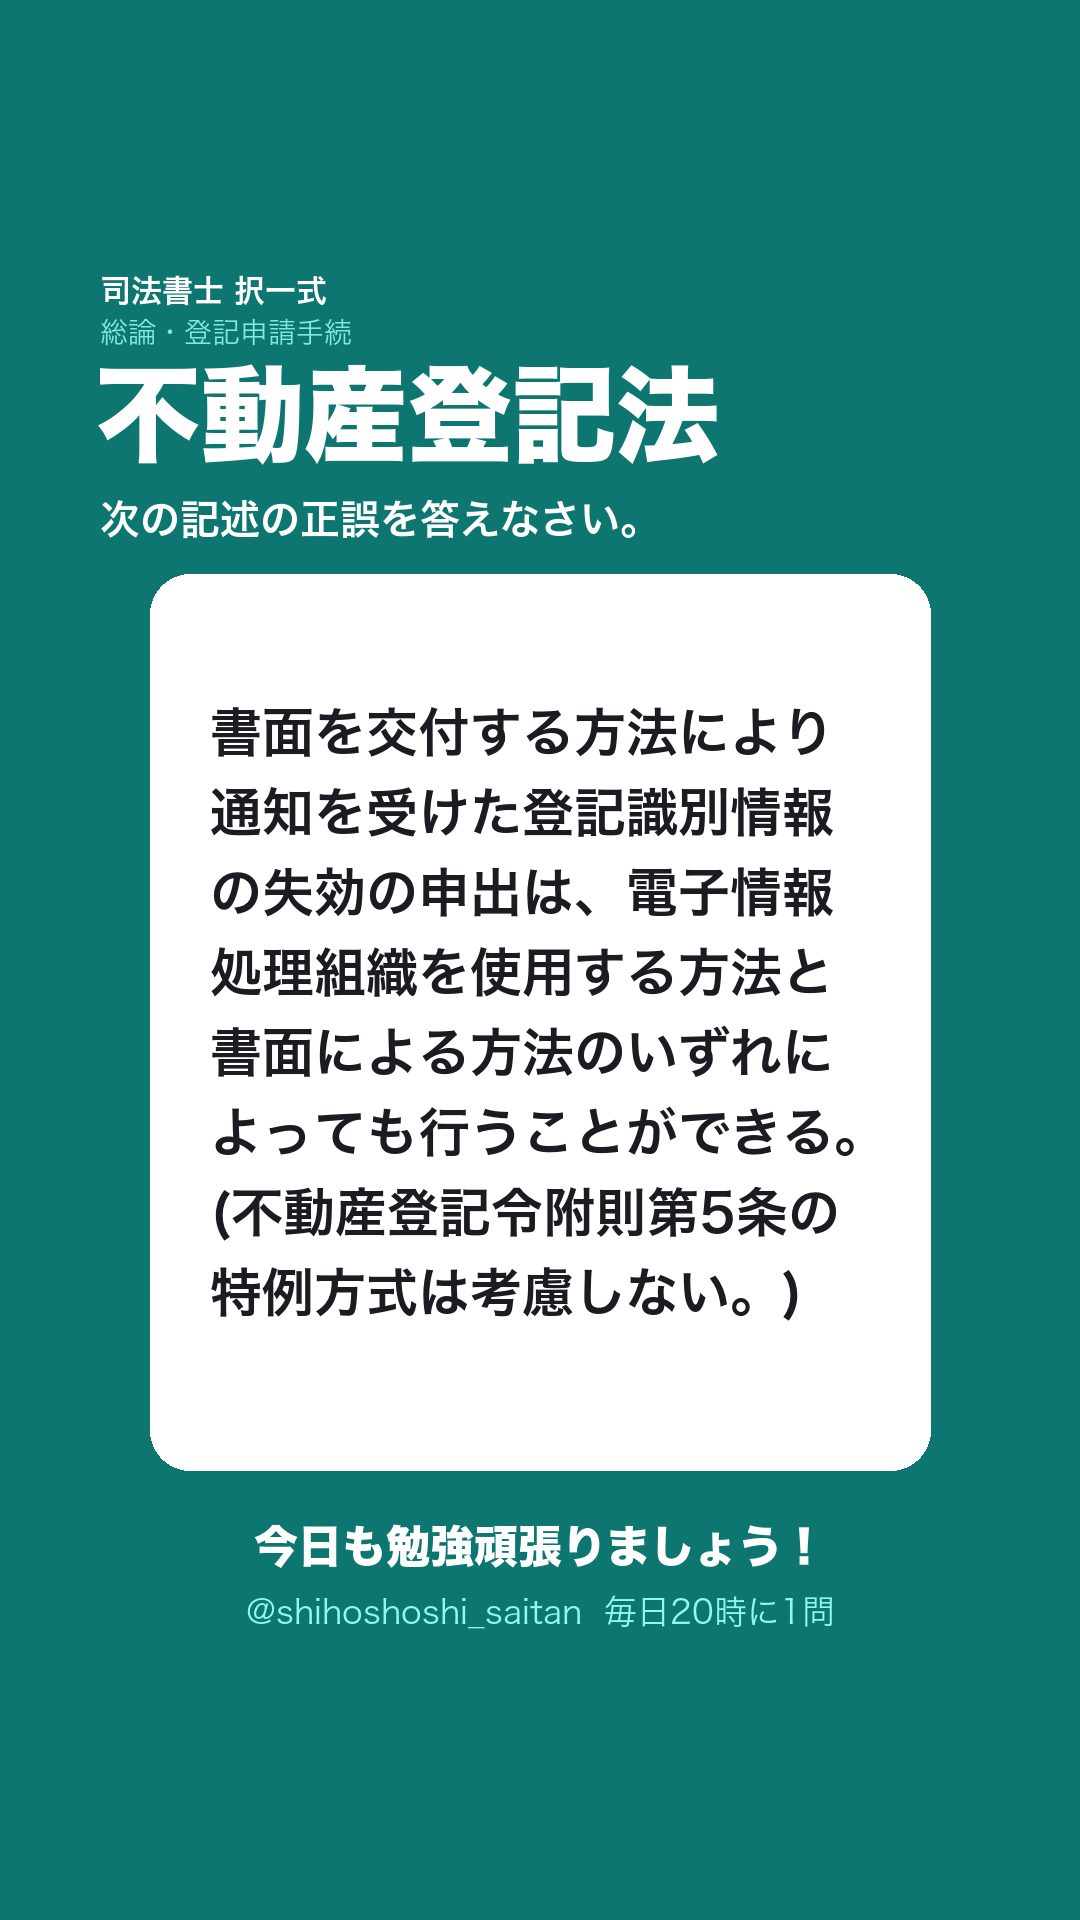 司法書士 択一式
総論・登記申請手続
不動産登記法
次の記述の正誤を答えなさい。
書面を交付する方法により
通知を受けた登記識別情報
の失効の申出は、電子情報
処理組織を使用する方法と
書面による方法のいずれに
よっても行うことができる。
(不動産登記令附則第5条の
特例方式は考慮しない。)
今日も勉強頑張りましょう！
@shihoshoshi_saitan 毎日20時に1問